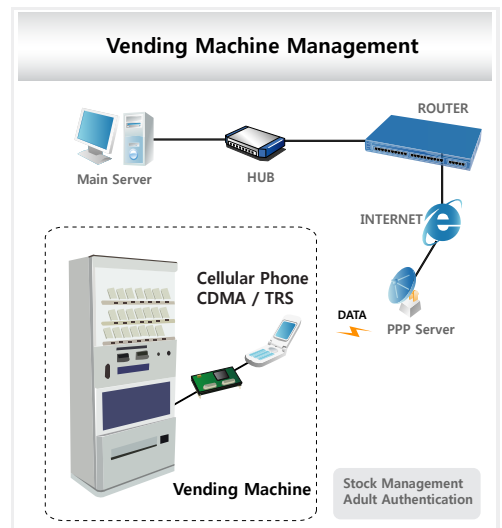 Vending Machine Management
ROUTER
Main Server
HUB
INTERNET
Cellular Phone
CDMA / TRS
DATA
PPP Server
Vending Machine
Stock Management
Adult Authentication